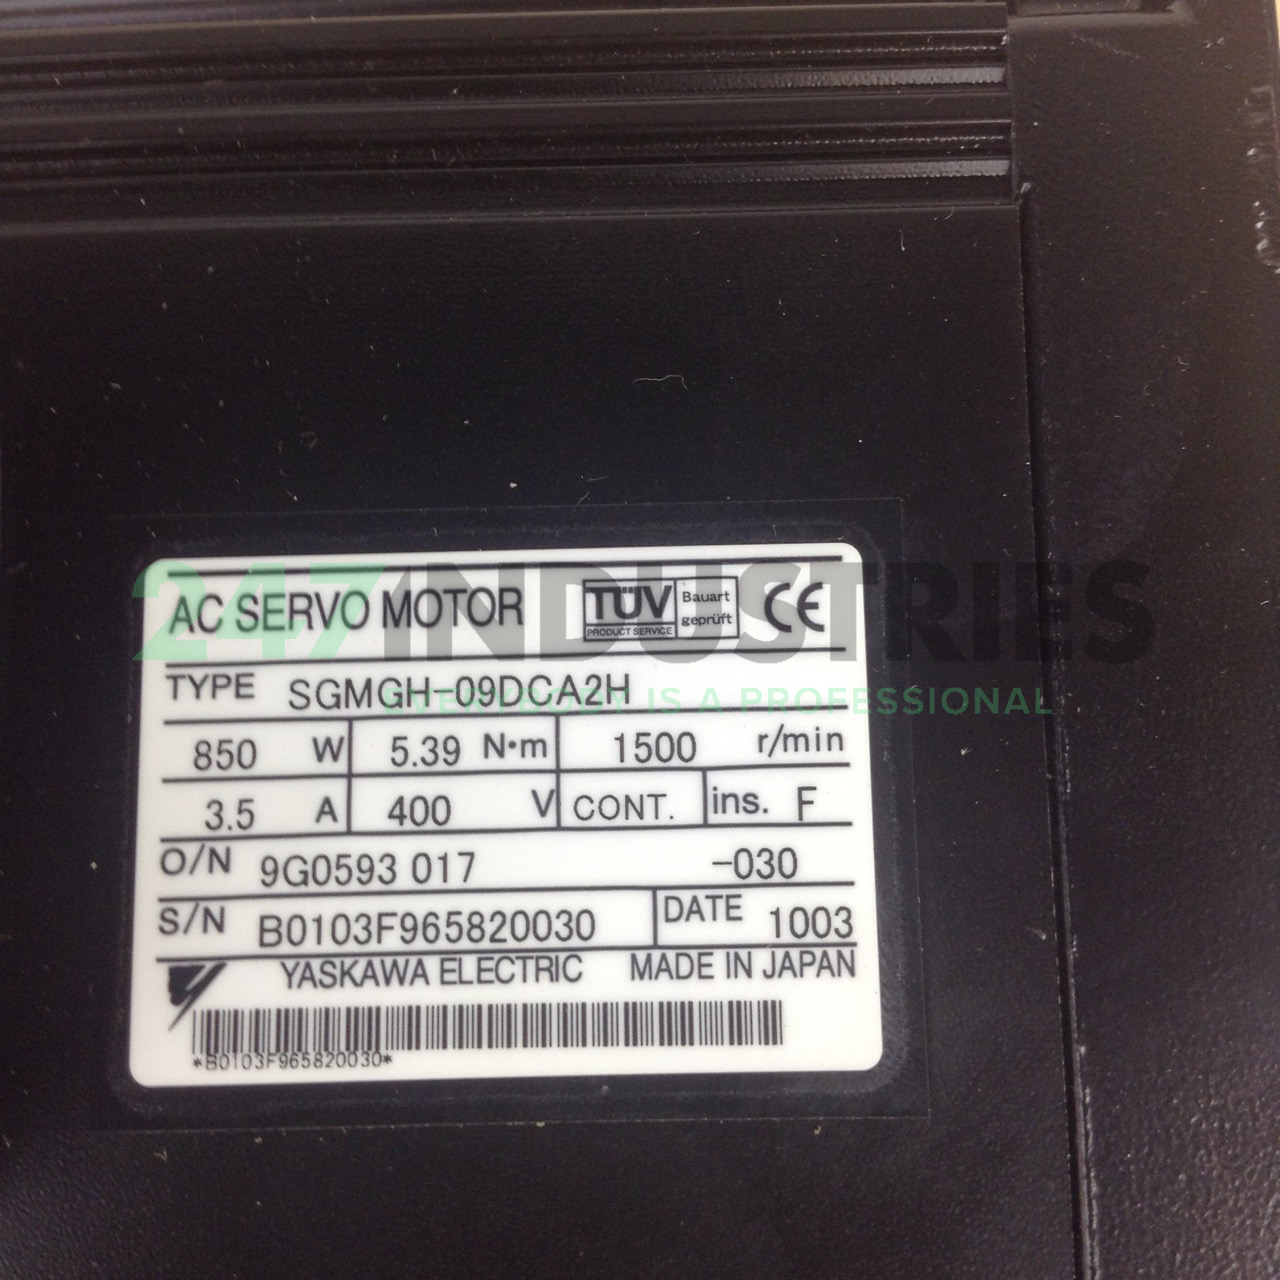 AC SERVO MOTOR TÜV PRODUCT SERVICE Bauart geprüft CE
247INDUSTRIES
TYPE SGMGH-09DCA2H
EVERYBODY IS A PROFESSIONAL
850 W 5.39 N·m 1500 r/min
3.5 A 400 V CONT. ins. F
O/N 9G0593 017 -030
S/N B0103F965820030 DATE 1003
YASKAWA ELECTRIC MADE IN JAPAN
*B0103F965820030*